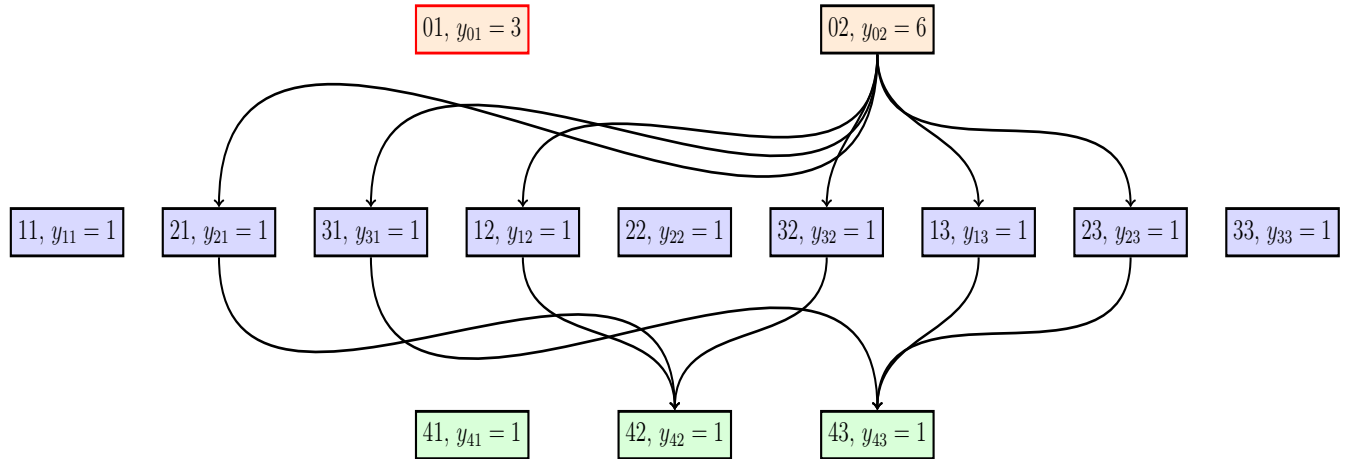 01, y₀₁ = 3
02, y₀₂ = 6
11, y₁₁ = 1
21, y₂₁ = 1
31, y₃₁ = 1
12, y₁₂ = 1
22, y₂₂ = 1
32, y₃₂ = 1
13, y₁₃ = 1
23, y₂₃ = 1
33, y₃₃ = 1
41, y₄₁ = 1
42, y₄₂ = 1
43, y₄₃ = 1